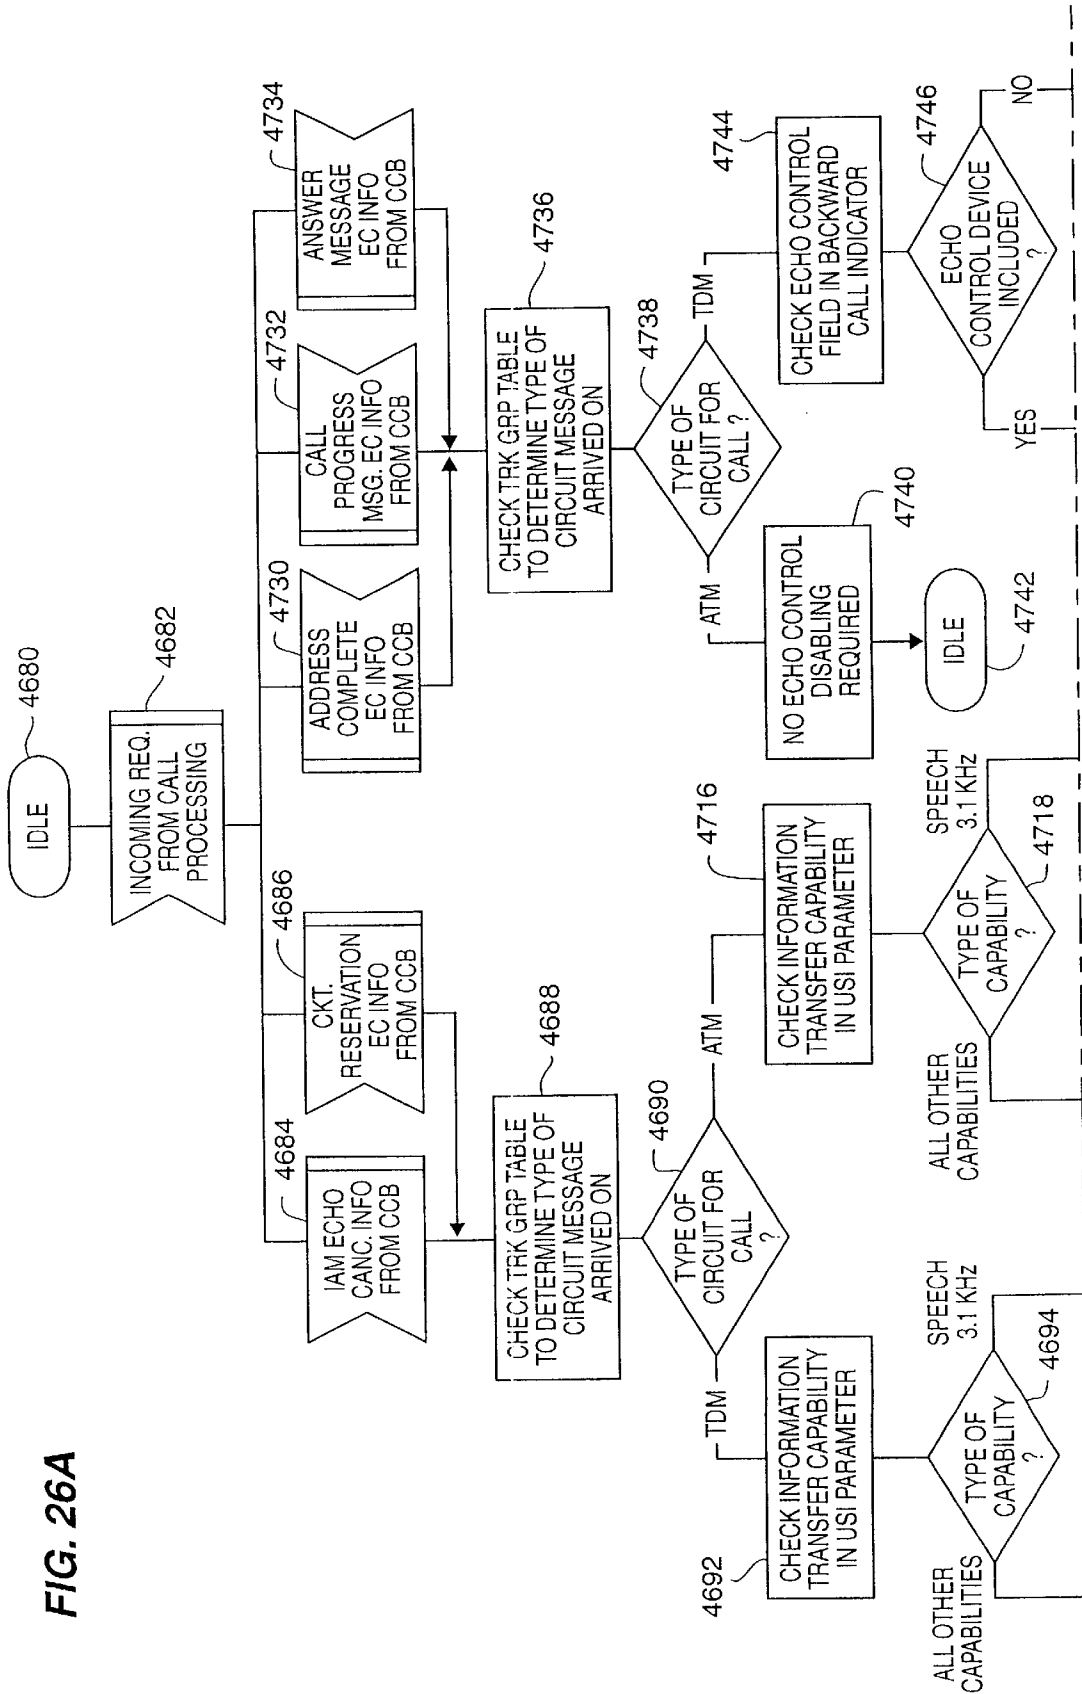 FIG. 26A
IDLE
4680
INCOMING REQ.
FROM CALL
PROCESSING
4682
IAM ECHO
CANC. INFO
FROM CCB
4684
CKT.
RESERVATION
EC INFO
FROM CCB
4686
ADDRESS
COMPLETE
EC INFO
FROM CCB
4730
CALL
PROGRESS
MSG. EC INFO
FROM CCB
4732
ANSWER
MESSAGE
EC INFO
FROM CCB
4734
CHECK TRK GRP TABLE
TO DETERMINE TYPE OF
CIRCUIT MESSAGE
ARRIVED ON
4688
CHECK TRK GRP TABLE
TO DETERMINE TYPE OF
CIRCUIT MESSAGE
ARRIVED ON
4736
TYPE OF
CIRCUIT FOR
CALL
?
4690
TDM
ATM
TYPE OF
CIRCUIT FOR
CALL ?
4738
ATM
TDM
4692
CHECK INFORMATION
TRANSFER CAPABILITY
IN USI PARAMETER
CHECK INFORMATION
TRANSFER CAPABILITY
IN USI PARAMETER
4716
NO ECHO CONTROL
DISABLING
REQUIRED
4740
CHECK ECHO CONTROL
FIELD IN BACKWARD
CALL INDICATOR
4744
ALL OTHER
CAPABILITIES
TYPE OF
CAPABILITY
?
SPEECH
3.1 KHz
4694
ALL OTHER
CAPABILITIES
TYPE OF
CAPABILITY
?
SPEECH
3.1 KHz
4718
IDLE
4742
YES
ECHO
CONTROL DEVICE
INCLUDED
?
4746
NO